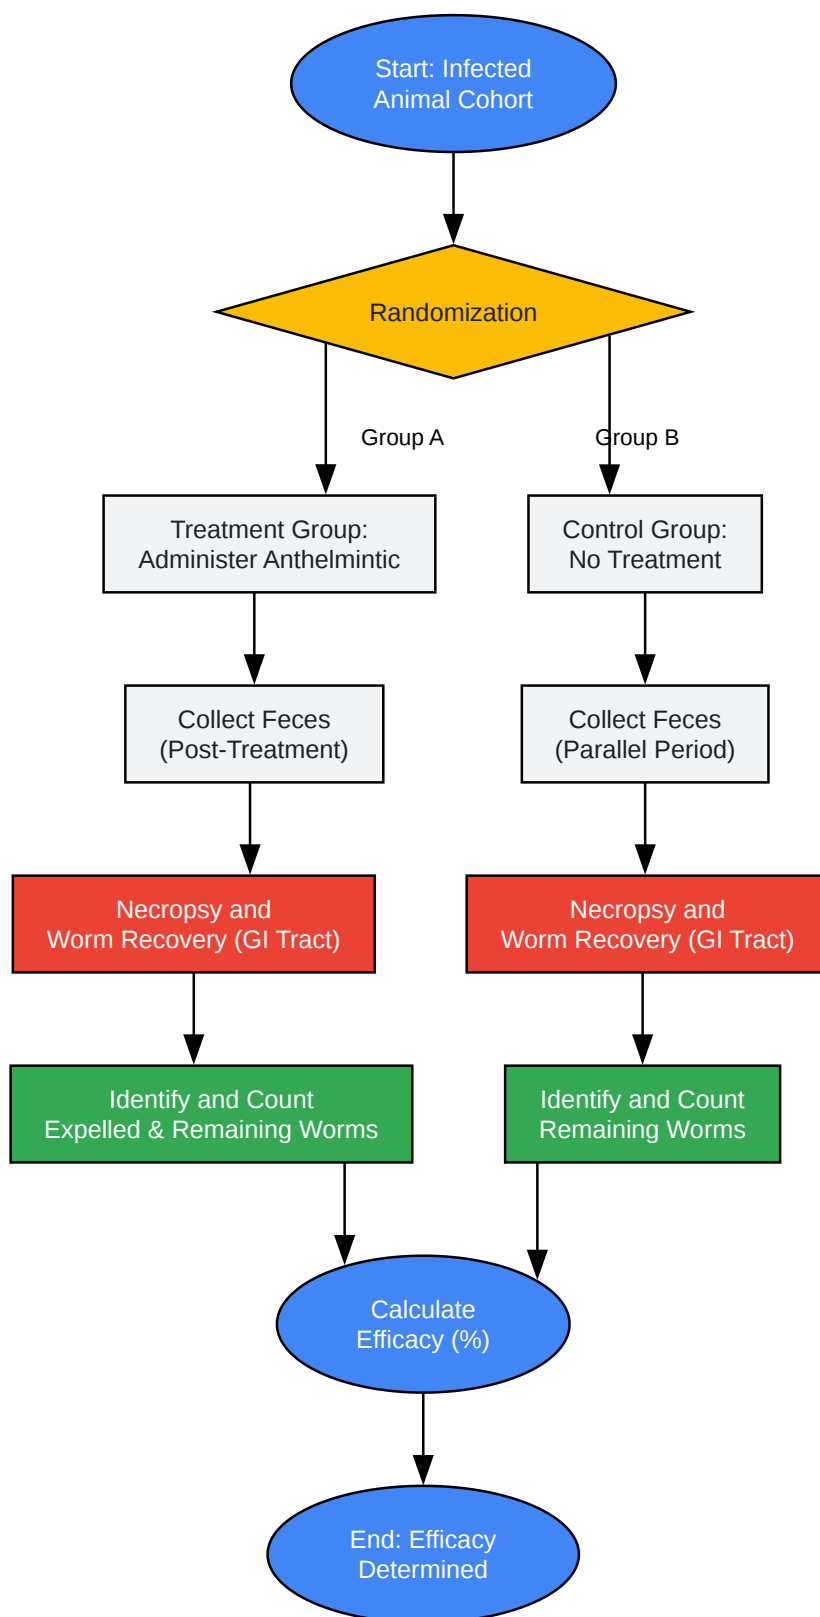 Start: Infected
Animal Cohort
Randomization
Group A
Group B
Treatment Group:
Administer Anthelmintic
Control Group:
No Treatment
Collect Feces
(Post-Treatment)
Collect Feces
(Parallel Period)
Necropsy and
Worm Recovery (GI Tract)
Necropsy and
Worm Recovery (GI Tract)
Identify and Count
Expelled & Remaining Worms
Identify and Count
Remaining Worms
Calculate
Efficacy (%)
End: Efficacy
Determined